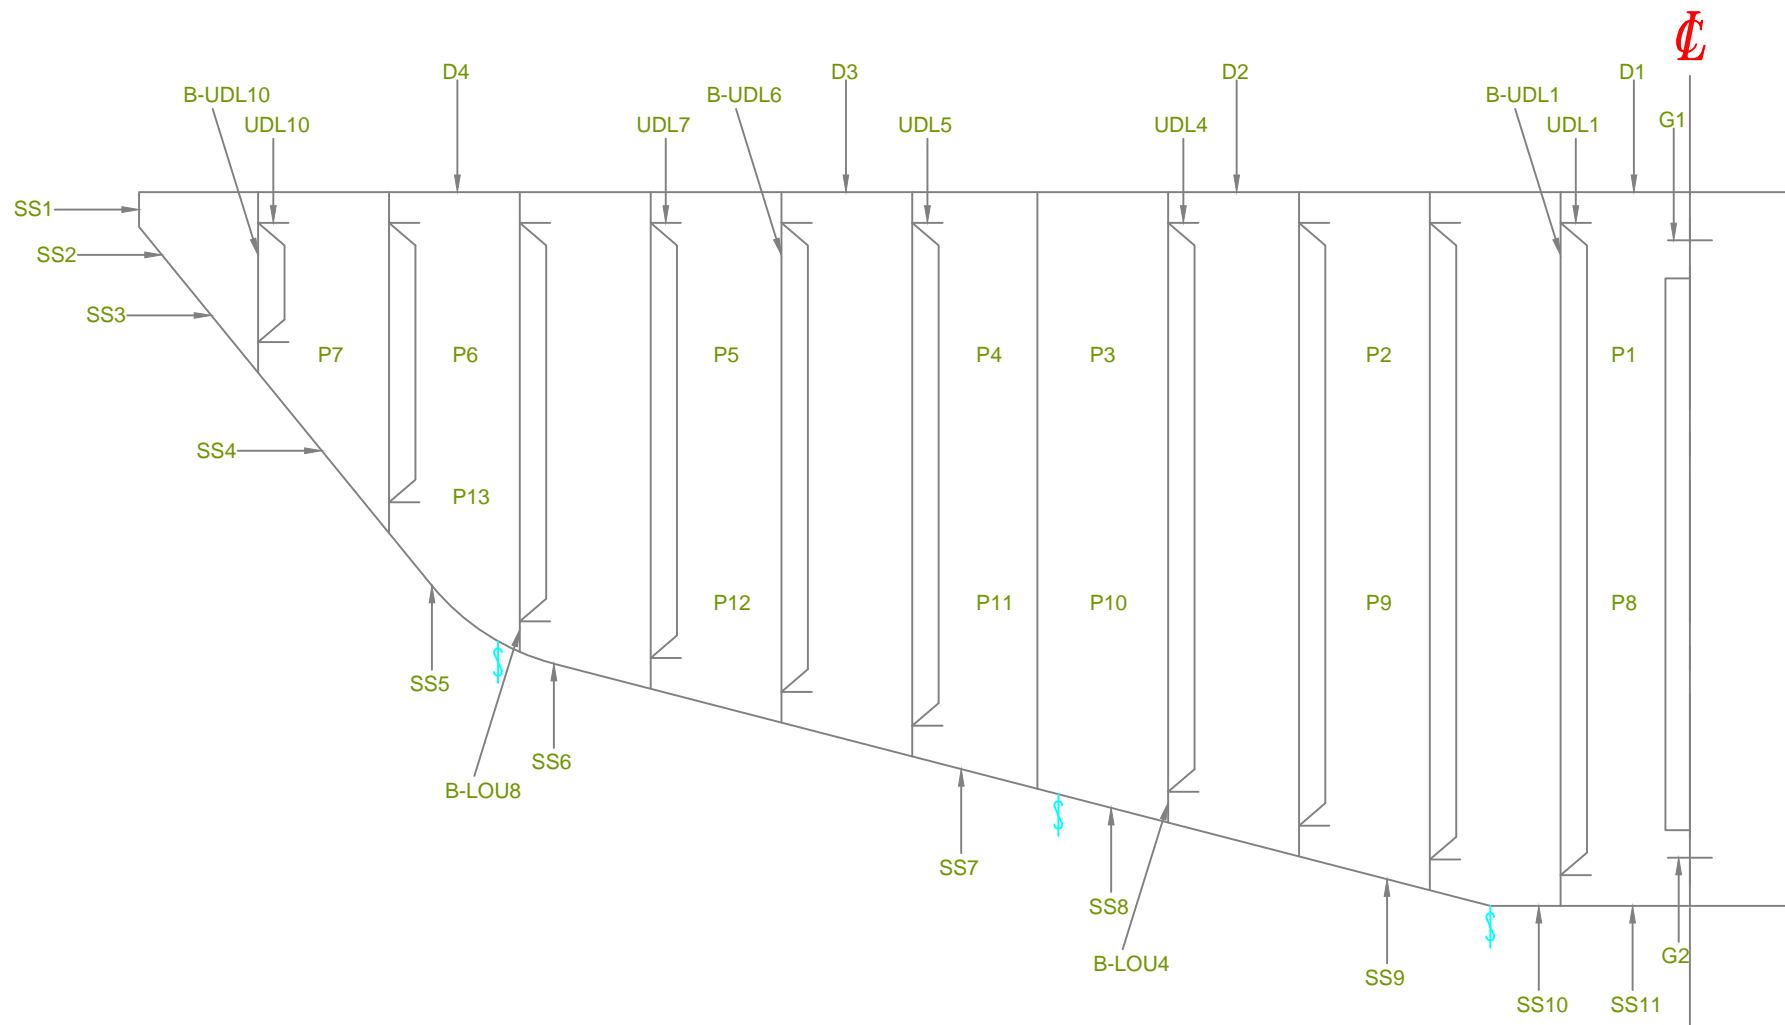 ℄
D4
D3
D2
D1
B-UDL10
B-UDL6
B-UDL1
UDL10
UDL7
UDL5
UDL4
UDL1
G1
SS1
SS2
SS3
P7
P6
P5
P4
P3
P2
P1
SS4
P13
P12
P11
P10
P9
P8
SS5
SS6
B-LOU8
SS7
SS8
B-LOU4
SS9
G2
SS10
SS11